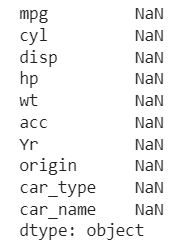 mpg NaN
cyl NaN
disp NaN
hp NaN
wt NaN
acc NaN
Yr NaN
origin NaN
car_type NaN
car_name NaN
dtype: object